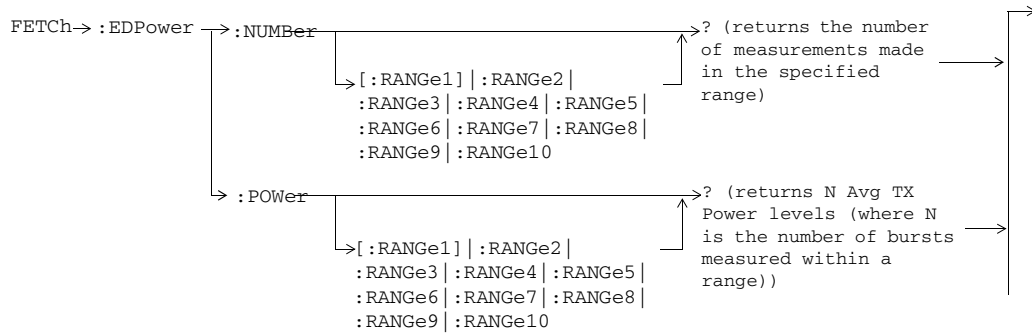 FETCh :EDPower :NUMBer ? (returns the number
of measurements made
in the specified
range)
[:RANGe1]|:RANGe2|
:RANGe3|:RANGe4|:RANGe5|
:RANGe6|:RANGe7|:RANGe8|
:RANGe9|:RANGe10
:POWer ? (returns N Avg TX
Power levels (where N
is the number of bursts
measured within a
range))
[:RANGe1]|:RANGe2|
:RANGe3|:RANGe4|:RANGe5|
:RANGe6|:RANGe7|:RANGe8|
:RANGe9|:RANGe10